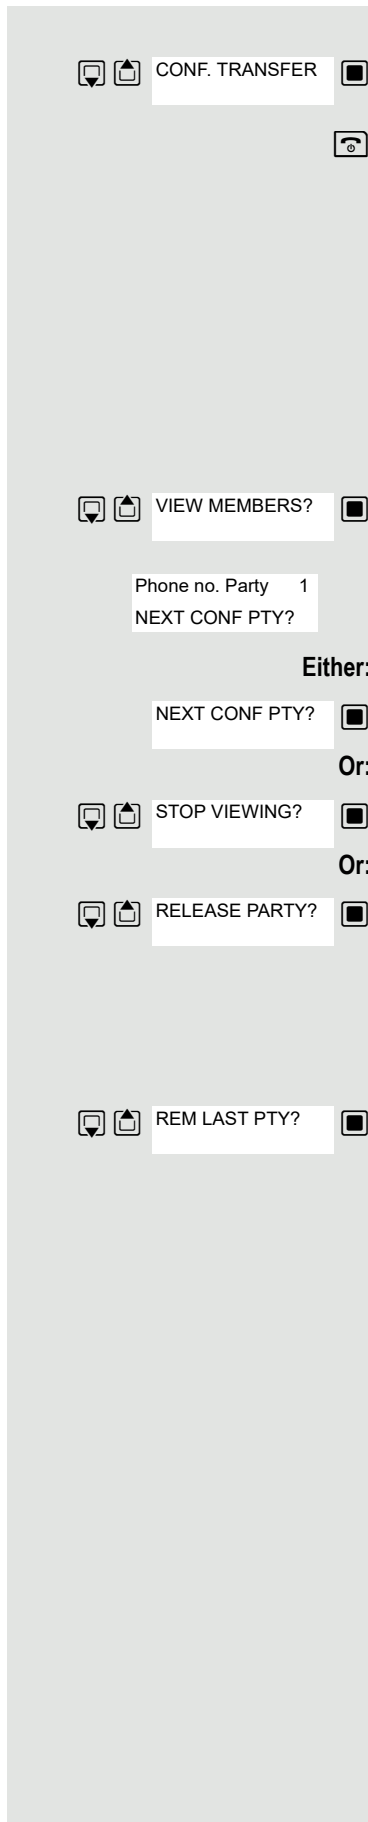 CONF. TRANSFER
VIEW MEMBERS?
Phone no. Party 1
NEXT CONF PTY?
Either:
NEXT CONF PTY?
Or:
STOP VIEWING?
Or:
RELEASE PARTY?
REM LAST PTY?